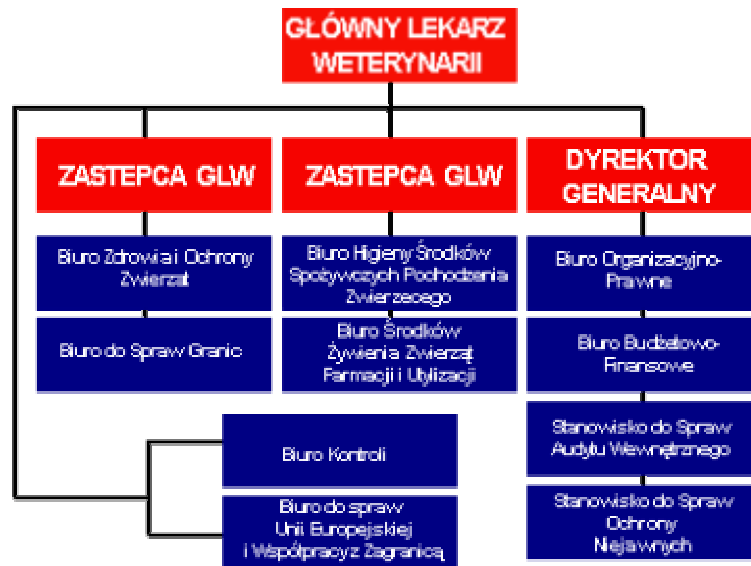 GŁÓWNY LEKARZ
WETERYNARII
ZASTEPCA GLW
ZASTEPCA GLW
DYREKTOR
GENERALNY
Biuro Zdrowia i Ochrony
Zwierzat
Biuro Higieny Środków
Spożywczych Pochodzenia
Zwierzecego
Biuro Organizacyjno-
Prawne
Biuro do Spraw Granic
Biuro Środków
Żywienia Zwierząt
Farmacji i Utylizacji
Biuro Budżetowo-
Finansowe
Stanowisko do Spraw
Audytu Wewnętrznego
Biuro Kontroli
Biuro do spraw
Unii Europejskiej
i Współpracy z Zagranicą
Stanowisko do Spraw
Ochrony
Niejawnych